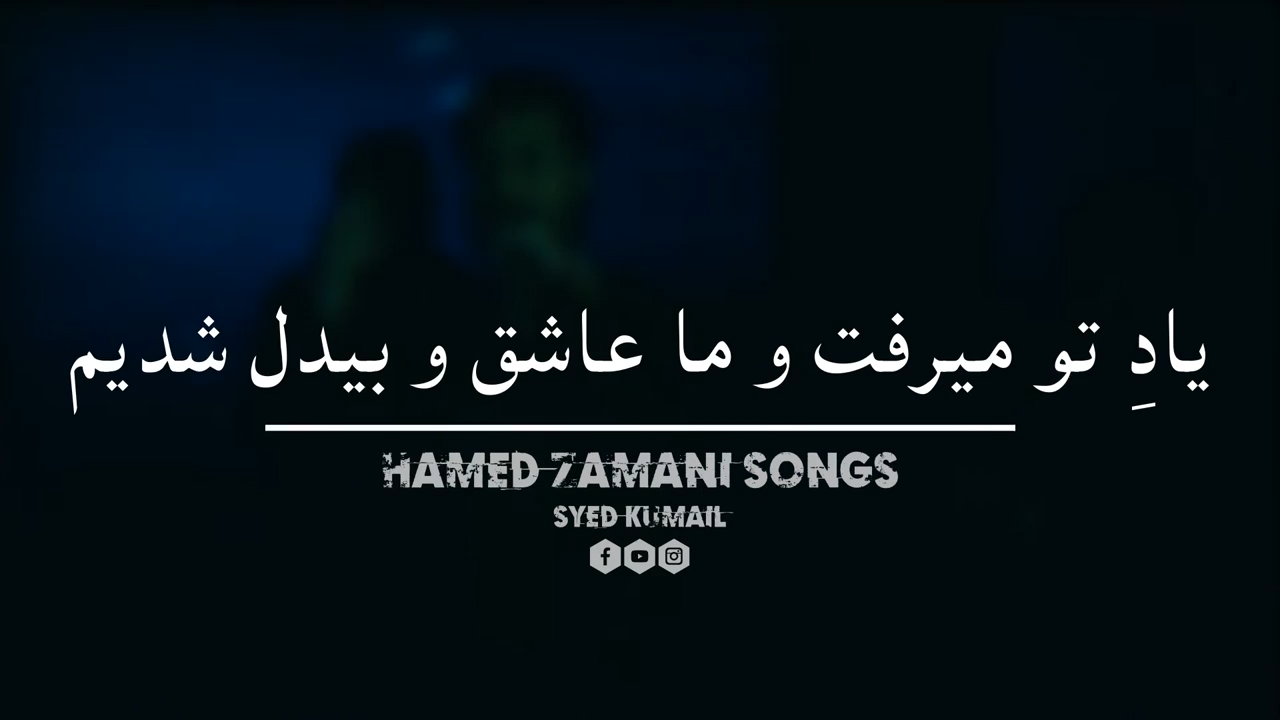 یادِ تو میرفت و ما عاشق و بیدل شدیم
HAMED ZAMANI SONGS
SYED KUMAIL